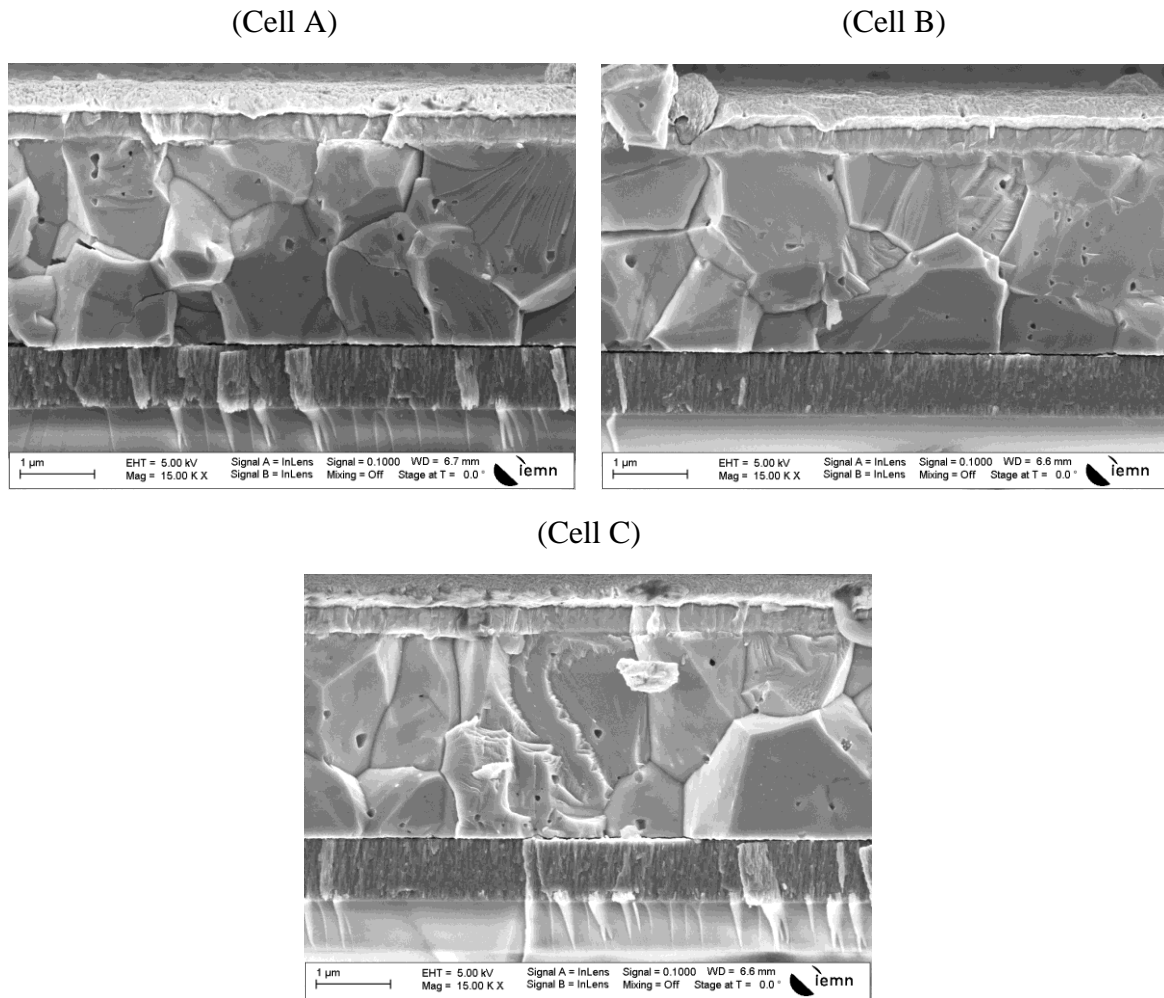 (Cell A)
(Cell B)
1 µm
EHT = 5.00 kV
Signal A = InLens
Signal = 0.1000
WD = 6.7 mm
Mag = 15.00 K X
Signal B = InLens
Mixing = Off
Stage at T = 0.0 °
iemn
1 µm
EHT = 5.00 kV
Signal A = InLens
Signal = 0.1000
WD = 6.6 mm
Mag = 15.00 K X
Signal B = InLens
Mixing = Off
Stage at T = 0.0 °
iemn
(Cell C)
1 µm
EHT = 5.00 kV
Signal A = InLens
Signal = 0.1000
WD = 6.6 mm
Mag = 15.00 K X
Signal B = InLens
Mixing = Off
Stage at T = 0.0 °
iemn